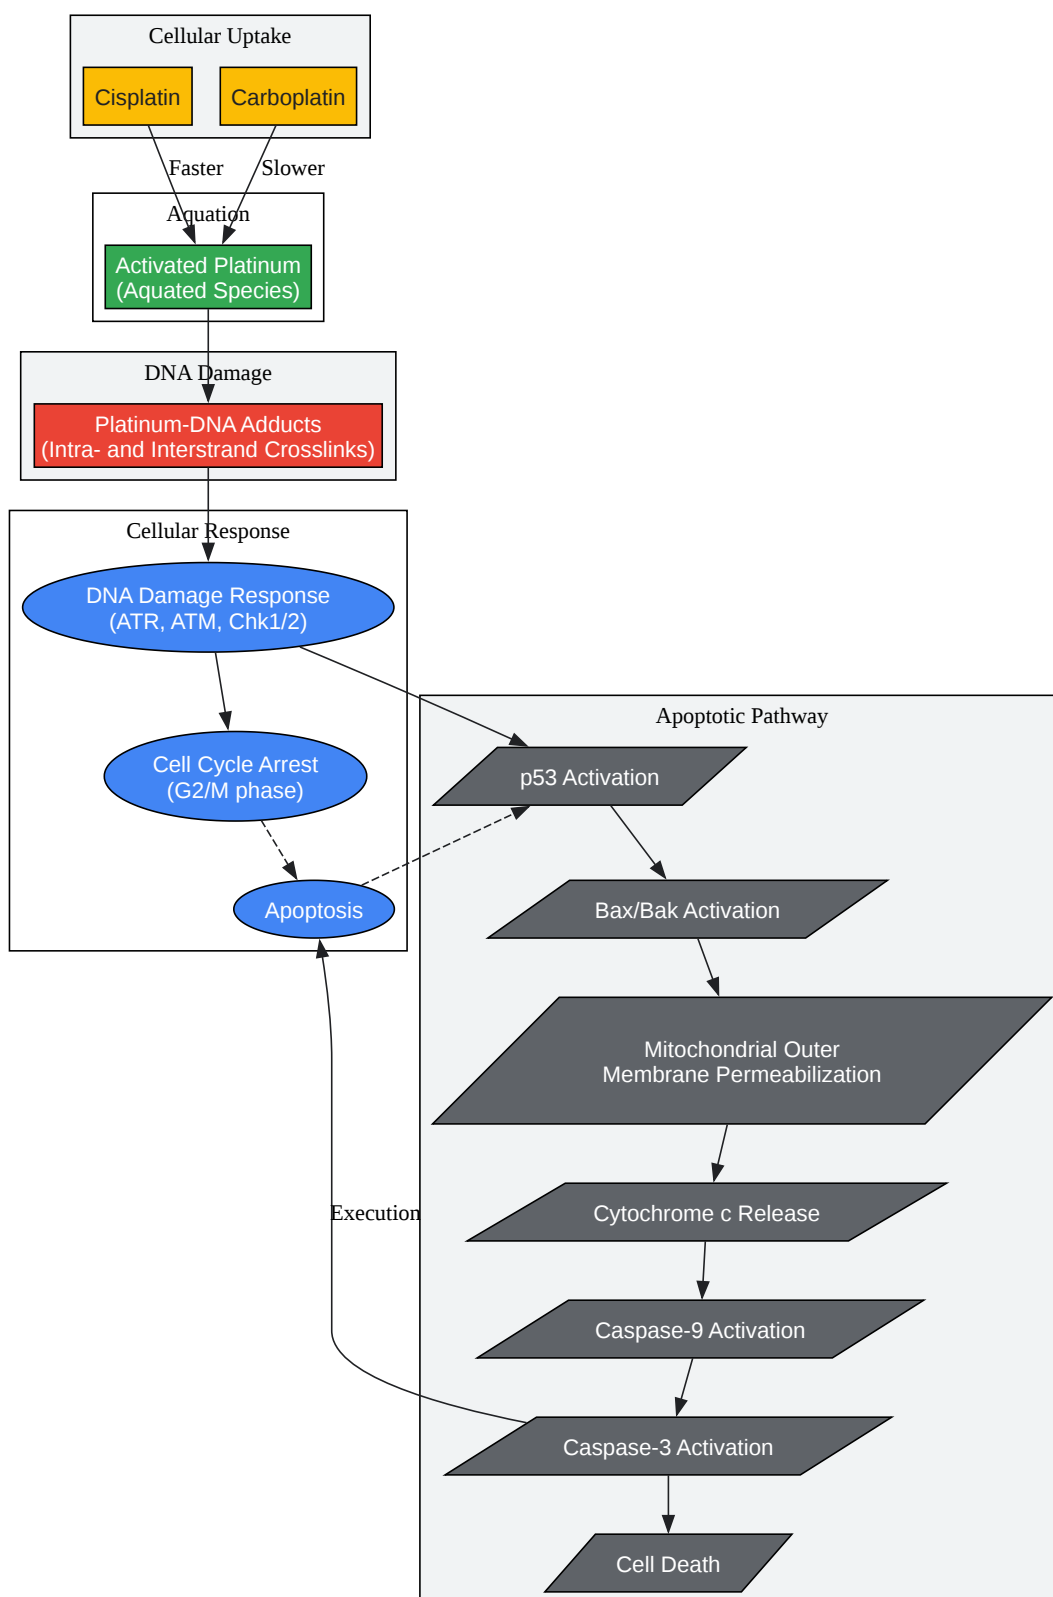 Cellular Uptake
Cisplatin
Carboplatin
Faster
Slower
Aquation
Activated Platinum
(Aquated Species)
DNA Damage
Platinum-DNA Adducts
(Intra- and Interstrand Crosslinks)
Cellular Response
DNA Damage Response
(ATR, ATM, Chk1/2)
Apoptotic Pathway
Cell Cycle Arrest
(G2/M phase)
p53 Activation
Apoptosis
Bax/Bak Activation
Mitochondrial Outer
Membrane Permeabilization
Execution
Cytochrome c Release
Caspase-9 Activation
Caspase-3 Activation
Cell Death